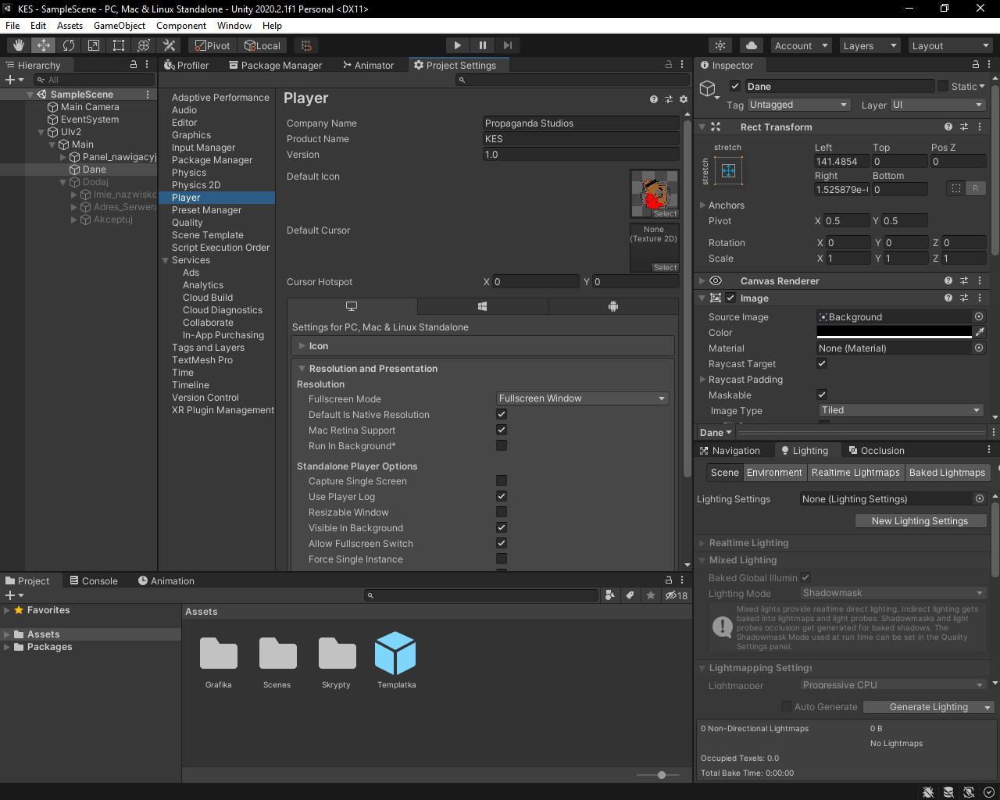 KES - SampleScene - PC, Mac & Linux Standalone - Unity 2020.2.1f1 Personal <DX11>
File Edit Assets GameObject Component Window Help
Pivot Local Account Layers Layout
Hierarchy
All
SampleScene
Main Camera
EventSystem
UIv2
Main
Panel_nawigacyj
Dane
Dodaj
Imie_nazwisko
Adres_Serwera
Akceptuj
Profiler Package Manager Animator Project Settings
Adaptive Performance
Audio
Editor
Graphics
Input Manager
Package Manager
Physics
Physics 2D
Player
Preset Manager
Quality
Scene Template
Script Execution Order
Services
Ads
Analytics
Cloud Build
Cloud Diagnostics
Collaborate
In-App Purchasing
Tags and Layers
TextMesh Pro
Time
Timeline
Version Control
XR Plugin Management
Player
Company Name Propaganda Studios
Product Name KES
Version 1.0
Default Icon
Select
Default Cursor
None
(Texture 2D)
Select
Cursor Hotspot X 0 Y 0
Settings for PC, Mac & Linux Standalone
Icon
Resolution and Presentation
Resolution
Fullscreen Mode Fullscreen Window
Default Is Native Resolution
Mac Retina Support
Run In Background*
Standalone Player Options
Capture Single Screen
Use Player Log
Resizable Window
Visible In Background
Allow Fullscreen Switch
Force Single Instance
Inspector
Dane Static
Tag Untagged Layer UI
Rect Transform
stretch
stretch
Left Top Pos Z
141.4854 0 0
Right Bottom
1.525879e-( 0
R
Anchors
Pivot X 0.5 Y 0.5
Rotation X 0 Y 0 Z 0
Scale X 1 Y 1 Z 1
Canvas Renderer
Image
Source Image Background
Color
Material None (Material)
Raycast Target
Raycast Padding
Maskable
Image Type Tiled
Dane
Navigation Lighting Occlusion
Scene Environment Realtime Lightmaps Baked Lightmaps
Lighting Settings None (Lighting Settings)
New Lighting Settings
Realtime Lighting
Mixed Lighting
Baked Global Illumin
Lighting Mode Shadowmask
Mixed lights provide realtime direct lighting. Indirect lighting gets
baked into lightmaps and light probes. Shadowmasks and light
probes occlusion get generated for baked shadows. The
Shadowmask Mode used at run time can be set in the Quality
Settings panel.
Lightmapping Settings
Lightmapper Progressive CPU
Auto Generate Generate Lighting
0 Non-Directional Lightmaps 0 B
No Lightmaps
Occupied Texels: 0.0
Total Bake Time: 0:00:00
Project Console Animation
18
Favorites
Assets
Packages
Assets
Grafika Scenes Skrypty Templatka